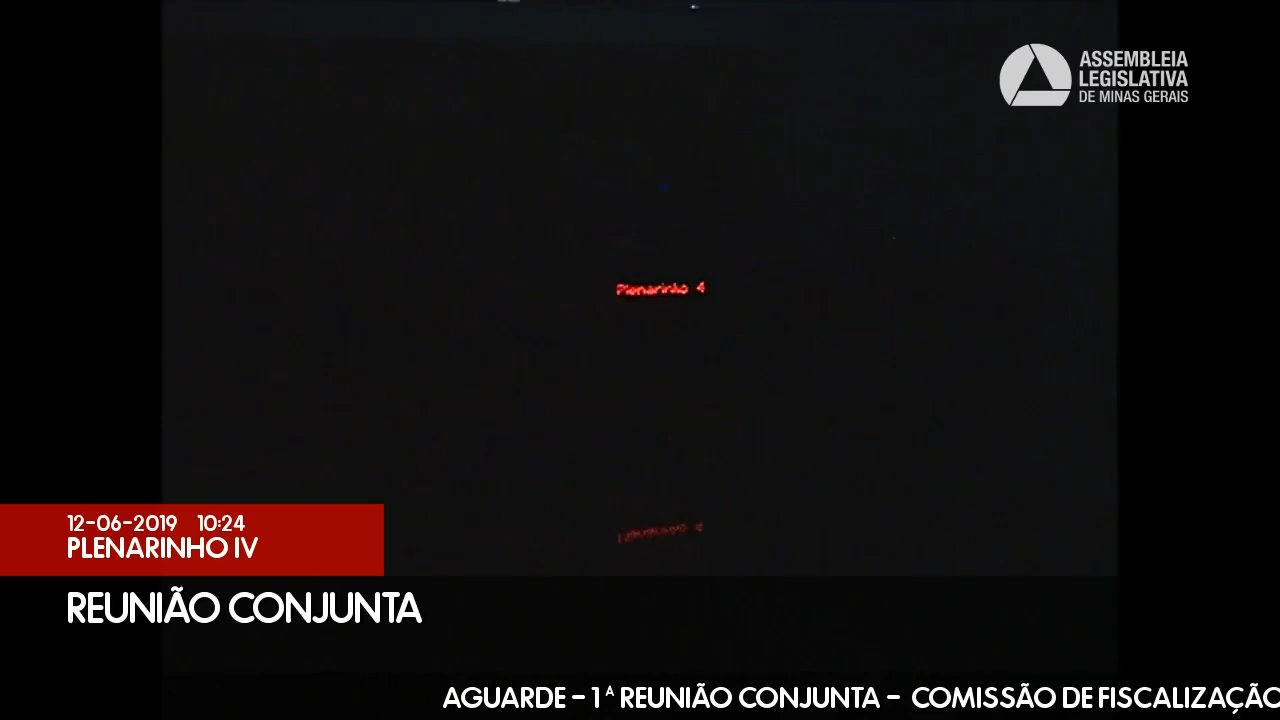 ASSEMBLEIA
LEGISLATIVA
DE MINAS GERAIS
Plenarinho 4
12-06-2019 10:24
PLENARINHO IV
REUNIÃO CONJUNTA
AGUARDE - 1ª REUNIÃO CONJUNTA - COMISSÃO DE FISCALIZAÇÃO